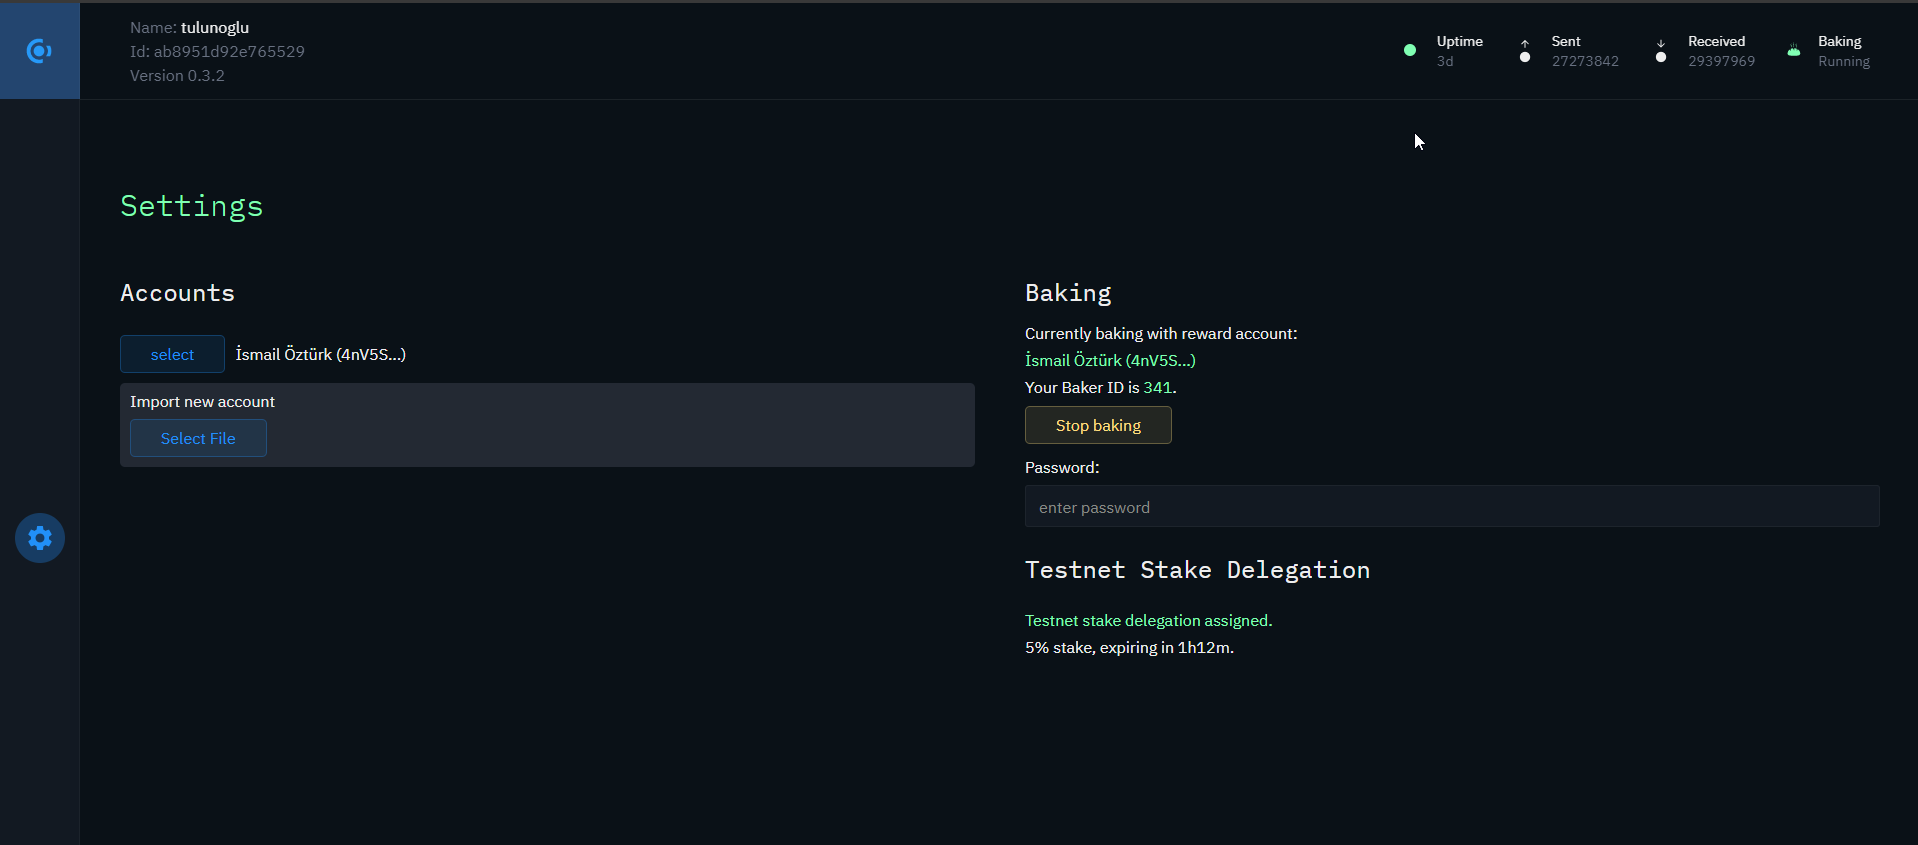 Name: tulunoglu
Id: ab8951d92e765529
Version 0.3.2
Uptime
3d
Sent
27273842
Received
29397969
Baking
Running
Settings
Accounts
select İsmail Öztürk (4nV5S...)
Import new account
Select File
Baking
Currently baking with reward account:
İsmail Öztürk (4nV5S...)
Your Baker ID is 341.
Stop baking
Password:
enter password
Testnet Stake Delegation
Testnet stake delegation assigned.
5% stake, expiring in 1h12m.